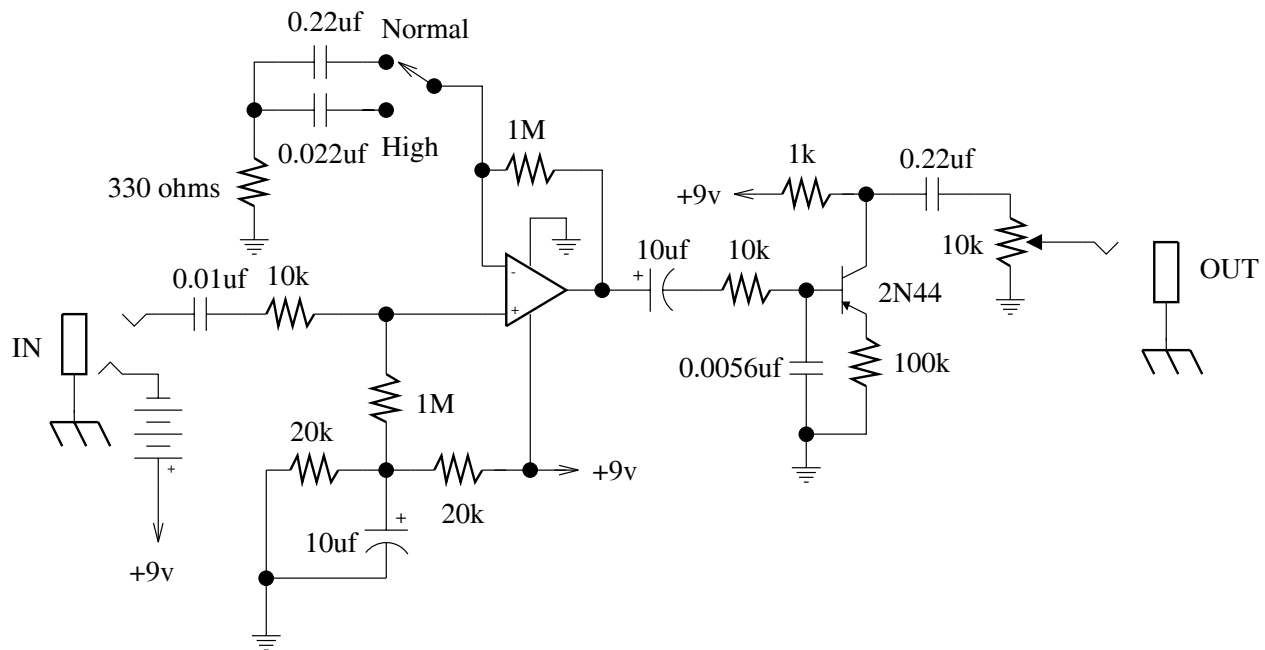 0.22uf
Normal
0.022uf
High
330 ohms
1M
1k
0.22uf
+9v
10k
OUT
10uf
+
10k
2N44
0.01uf
10k
-
+
IN
0.0056uf
100k
1M
20k
+
+9v
20k
+
10uf
+9v